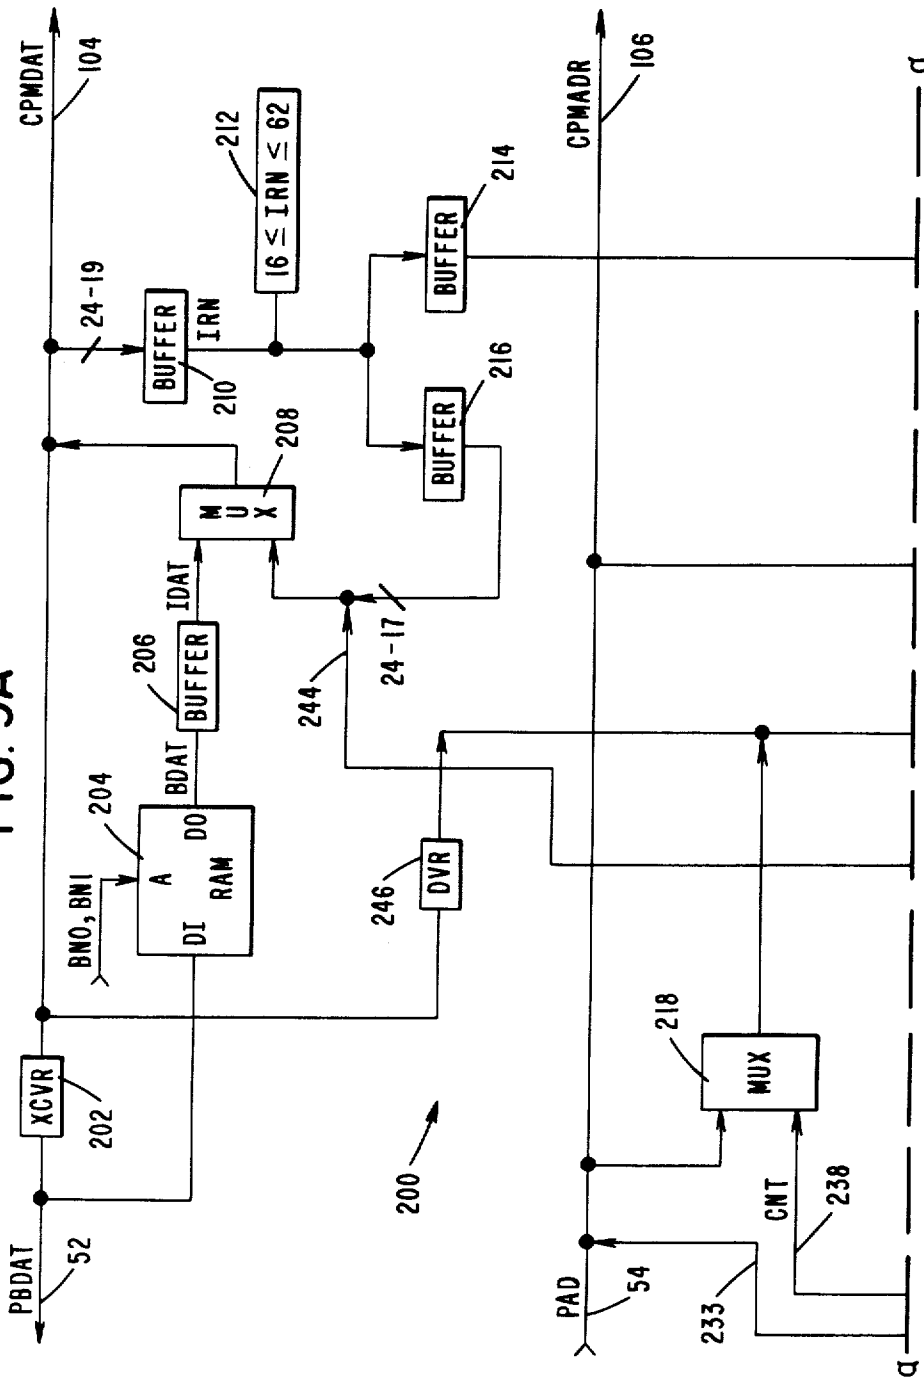 FIG. 5A
PBDAT
52
XCVR
202
CPMDAT
104
BNO, BNI
204
A
DI
DO
RAM
BDAT
206
BUFFER
IDAT
MUX
208
24-19
BUFFER
210
IRN
212
16 ≤ IRN ≤ 62
BUFFER
214
BUFFER
216
24-17
244
246
DVR
200
PAD
54
CPMADR
106
233
CNT
238
218
MUX
a
a